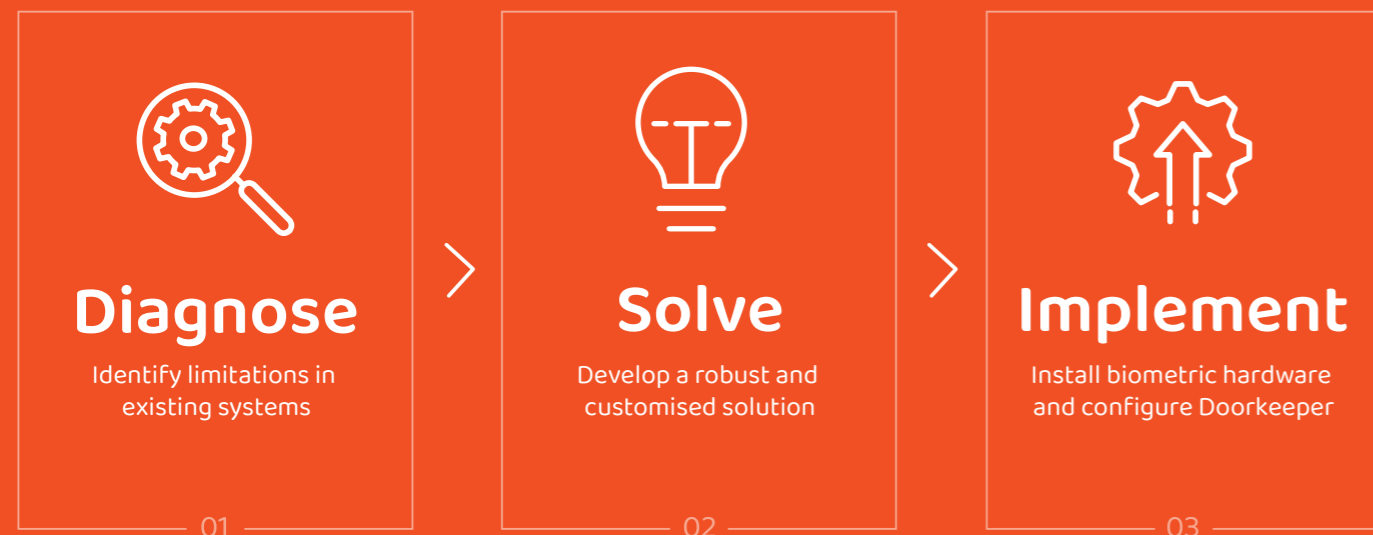 Diagnose
Identify limitations in
existing systems
01
Solve
Develop a robust and
customised solution
02
Implement
Install biometric hardware
and configure Doorkeeper
03